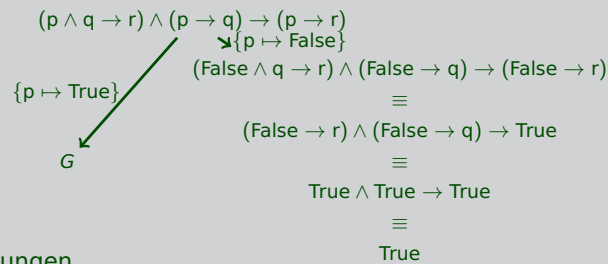 (p ∧ q → r) ∧ (p → q) → (p → r)
{p ↦ False}
(False ∧ q → r) ∧ (False → q) → (False → r)
{p ↦ True}
≡
(False → r) ∧ (False → q) → True
G
≡
True ∧ True → True
≡
True